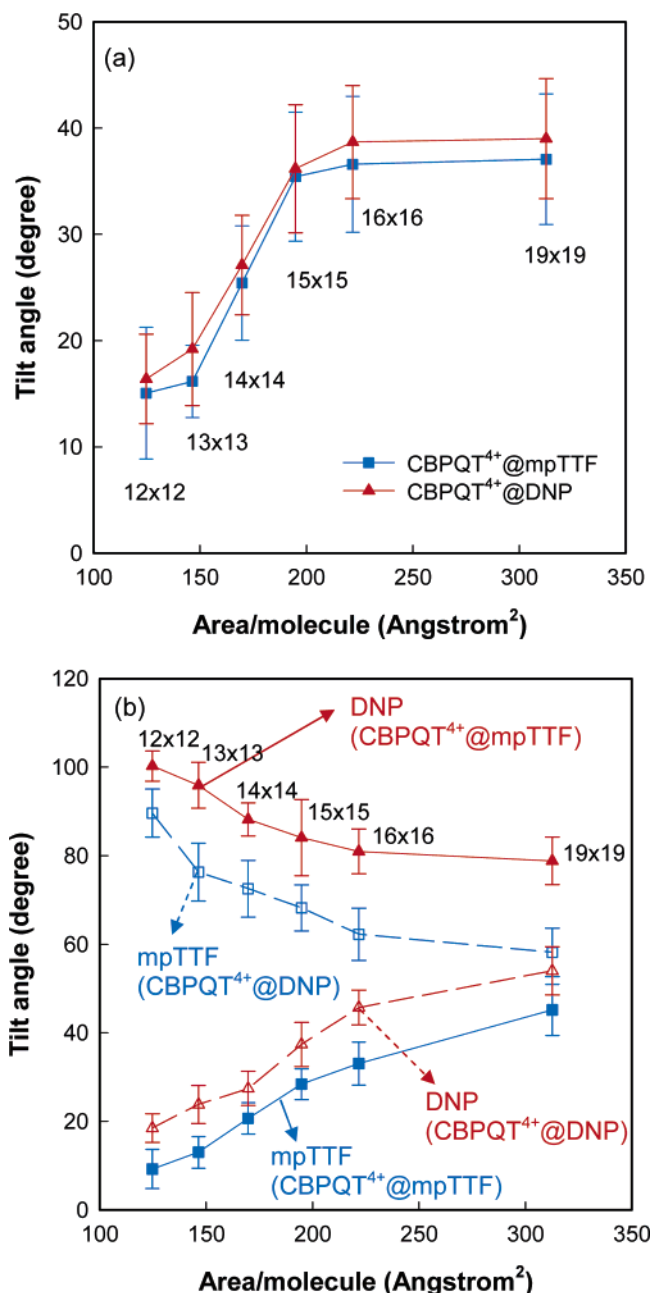 (a)
Tilt angle (degree)
50
40
30
20
10
0
12x12
13x13
14x14
15x15
16x16
19x19
CBPQT⁴⁺@mpTTF
CBPQT⁴⁺@DNP
100 150 200 250 300 350
Area/molecule (Angstrom²)
(b)
Tilt angle (degree)
120
100
80
60
40
20
0
12x12
13x13
14x14
15x15
16x16
19x19
DNP
(CBPQT⁴⁺@mpTTF)
mpTTF
(CBPQT⁴⁺@DNP)
DNP
(CBPQT⁴⁺@DNP)
mpTTF
(CBPQT⁴⁺@mpTTF)
100 150 200 250 300 350
Area/molecule (Angstrom²)